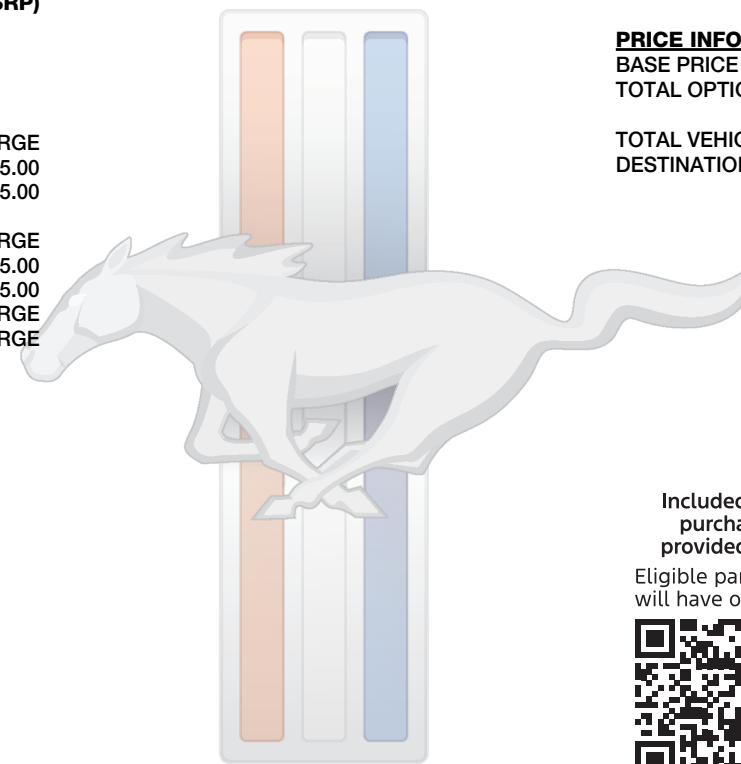 SRP)
RGE
5.00
5.00
RGE
5.00
5.00
RGE
RGE
PRICE INFO
BASE PRICE
TOTAL OPTIO
TOTAL VEHIC
DESTINATION
Included
purcha
provided
Eligible par
will have o